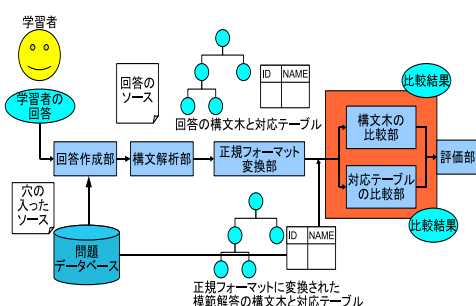 学習者
学習者の
回答
回答の
ソース
ID NAME
回答の構文木と対応テーブル
比較結果
構文木の
比較部
回答作成部
構文解析部
正規フォーマット
変換部
評価部
対応テーブル
の比較部
穴の
入った
ソース
比較結果
ID NAME
問題
データベース
正規フォーマットに変換された
模範解答の構文木と対応テーブル